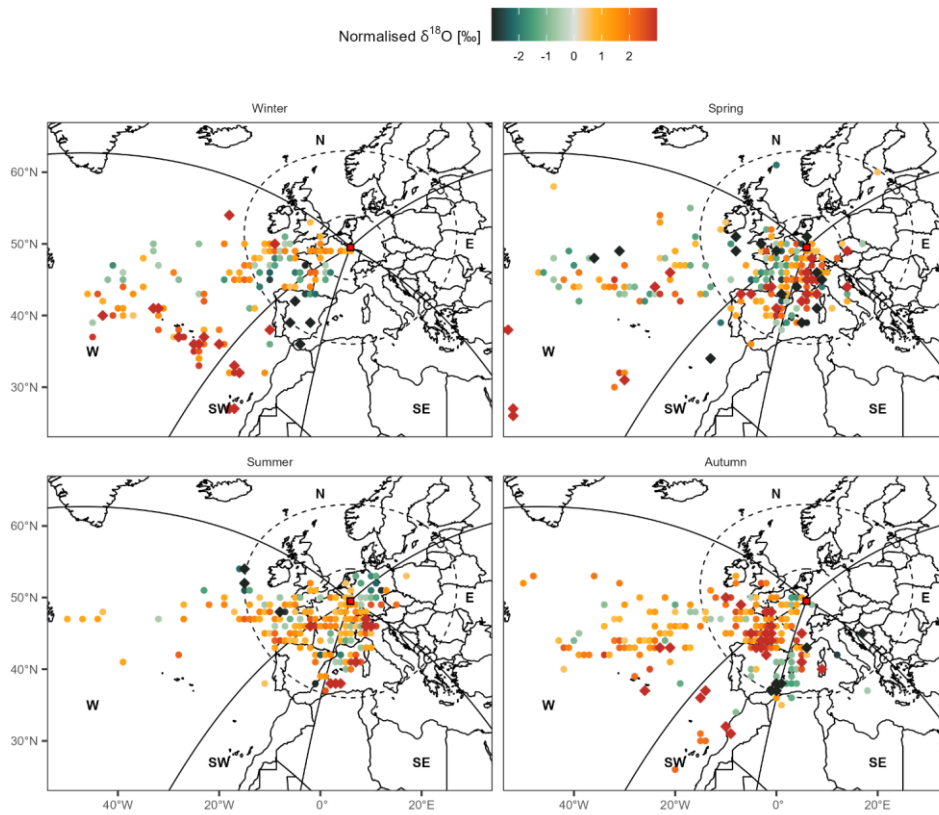 Normalised δ¹⁸O [‰]
-2 -1 0 1 2
Winter
Spring
N
N
60°N
50°N
E
E
40°N
W
W
30°N
SW
SE
SW
SE
Summer
Autumn
N
N
60°N
50°N
E
E
40°N
W
W
30°N
SW
SE
SW
SE
40°W 20°W 0° 20°E
40°W 20°W 0° 20°E